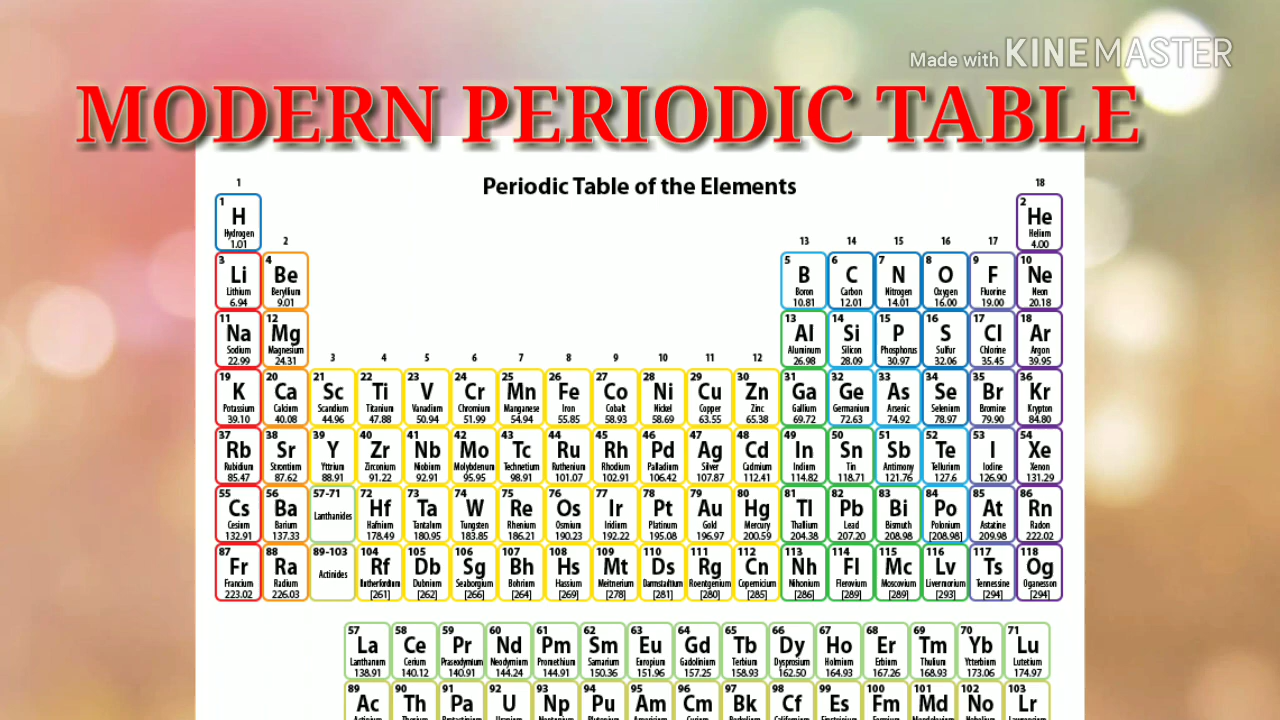 Made with KINEMASTER
MODERN PERIODIC TABLE
Periodic Table of the Elements
1 18
1 H Hydrogen 1.01
2 He Helium 4.00
2 13 14 15 16 17
3 Li Lithium 6.94
4 Be Beryllium 9.01
5 B Boron 10.81
6 C Carbon 12.01
7 N Nitrogen 14.01
8 O Oxygen 16.00
9 F Fluorine 19.00
10 Ne Neon 20.18
11 Na Sodium 22.99
12 Mg Magnesium 24.31
13 Al Aluminum 26.98
14 Si Silicon 28.09
15 P Phosphorus 30.97
16 S Sulfur 32.06
17 Cl Chlorine 35.45
18 Ar Argon 39.95
3 4 5 6 7 8 9 10 11 12
19 K Potassium 39.10
20 Ca Calcium 40.08
21 Sc Scandium 44.96
22 Ti Titanium 47.88
23 V Vanadium 50.94
24 Cr Chromium 51.99
25 Mn Manganese 54.94
26 Fe Iron 55.85
27 Co Cobalt 58.93
28 Ni Nickel 58.69
29 Cu Copper 63.55
30 Zn Zinc 65.38
31 Ga Gallium 69.72
32 Ge Germanium 72.63
33 As Arsenic 74.92
34 Se Selenium 78.97
35 Br Bromine 79.90
36 Kr Krypton 84.80
37 Rb Rubidium 85.47
38 Sr Strontium 87.62
39 Y Yttrium 88.91
40 Zr Zirconium 91.22
41 Nb Niobium 92.91
42 Mo Molybdenum 95.95
43 Tc Technetium 98.91
44 Ru Ruthenium 101.07
45 Rh Rhodium 102.91
46 Pd Palladium 106.42
47 Ag Silver 107.87
48 Cd Cadmium 112.41
49 In Indium 114.82
50 Sn Tin 118.71
51 Sb Antimony 121.76
52 Te Tellurium 127.6
53 I Iodine 126.90
54 Xe Xenon 131.29
55 Cs Cesium 132.91
56 Ba Barium 137.33
57-71 Lanthanides
72 Hf Hafnium 178.49
73 Ta Tantalum 180.95
74 W Tungsten 183.85
75 Re Rhenium 186.21
76 Os Osmium 190.23
77 Ir Iridium 192.22
78 Pt Platinum 195.08
79 Au Gold 196.97
80 Hg Mercury 200.59
81 Tl Thallium 204.38
82 Pb Lead 207.20
83 Bi Bismuth 208.98
84 Po Polonium [208.98]
85 At Astatine 209.98
86 Rn Radon 222.02
87 Fr Francium 223.02
88 Ra Radium 226.03
89-103 Actinides
104 Rf Rutherfordium [261]
105 Db Dubnium [262]
106 Sg Seaborgium [266]
107 Bh Bohrium [264]
108 Hs Hassium [269]
109 Mt Meitnerium [278]
110 Ds Darmstadtium [281]
111 Rg Roentgenium [280]
112 Cn Copernicium [285]
113 Nh Nihonium [286]
114 Fl Flerovium [289]
115 Mc Moscovium [289]
116 Lv Livermorium [293]
117 Ts Tennessine [294]
118 Og Oganesson [294]
57 La Lanthanum 138.91
58 Ce Cerium 140.12
59 Pr Praseodymium 140.91
60 Nd Neodymium 144.24
61 Pm Promethium 144.91
62 Sm Samarium 150.36
63 Eu Europium 151.96
64 Gd Gadolinium 157.25
65 Tb Terbium 158.93
66 Dy Dysprosium 162.50
67 Ho Holmium 164.93
68 Er Erbium 167.26
69 Tm Thulium 168.93
70 Yb Ytterbium 173.06
71 Lu Lutetium 174.97
89 Ac
90 Th
91 Pa
92 U
93 Np
94 Pu
95 Am
96 Cm
97 Bk
98 Cf
99 Es
100 Fm
101 Md
102 No
103 Lr